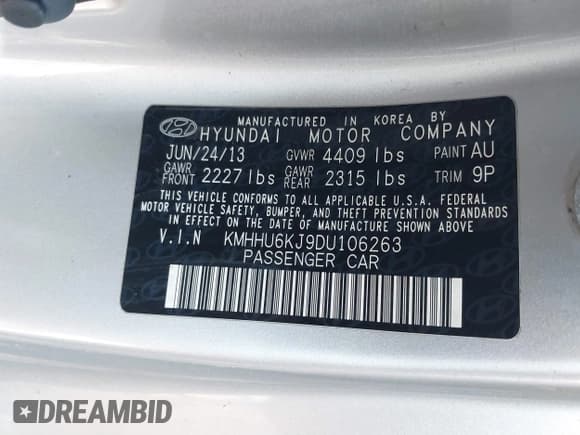 MANUFACTURED IN KOREA BY
HYUNDAI MOTOR COMPANY
JUN/24/13 GVWR 4409 lbs PAINT AU
GAWR FRONT 2227 lbs GAWR REAR 2315 lbs TRIM 9P
THIS VEHICLE CONFORMS TO ALL APPLICABLE U.S.A. FEDERAL
MOTOR VEHICLE SAFETY, BUMPER, AND THEFT PREVENTION STANDARDS
IN EFFECT ON THE DATE OF MANUFACTURE SHOWN ABOVE
V.I.N KMHHU6KJ9DU106263
PASSENGER CAR
DREAMBID